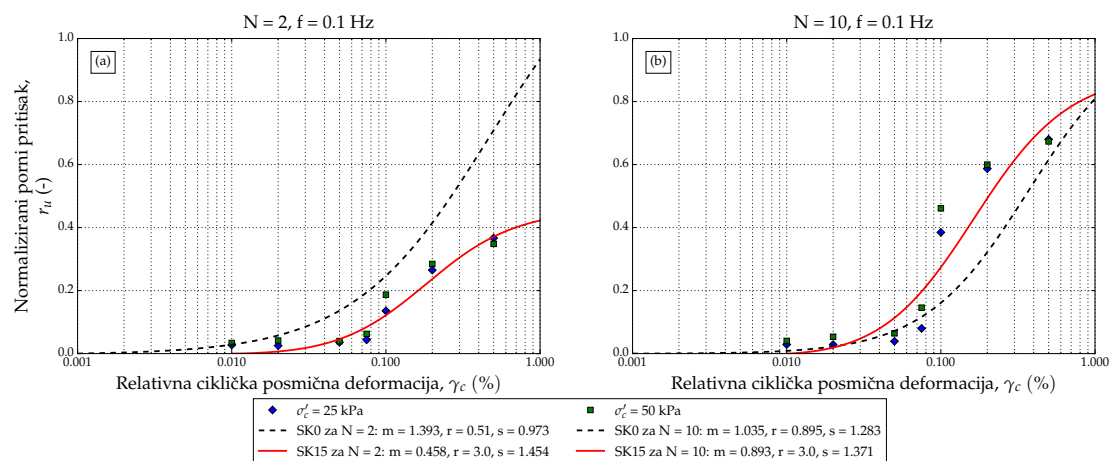 N = 2, f = 0.1 Hz
N = 10, f = 0.1 Hz
(a)
(b)
Normalizirani porni pritisak,
r_u (-)
1.0
0.8
0.6
0.4
0.2
0.0
0.001 0.010 0.100 1.000
1.0
0.8
0.6
0.4
0.2
0.0
0.001 0.010 0.100 1.000
Relativna ciklička posmična deformacija, γ_c (%)
Relativna ciklička posmična deformacija, γ_c (%)
σ'_c = 25 kPa
SK0 za N = 2: m = 1.393, r = 0.51, s = 0.973
SK15 za N = 2: m = 0.458, r = 3.0, s = 1.454
σ'_c = 50 kPa
SK0 za N = 10: m = 1.035, r = 0.895, s = 1.283
SK15 za N = 10: m = 0.893, r = 3.0, s = 1.371